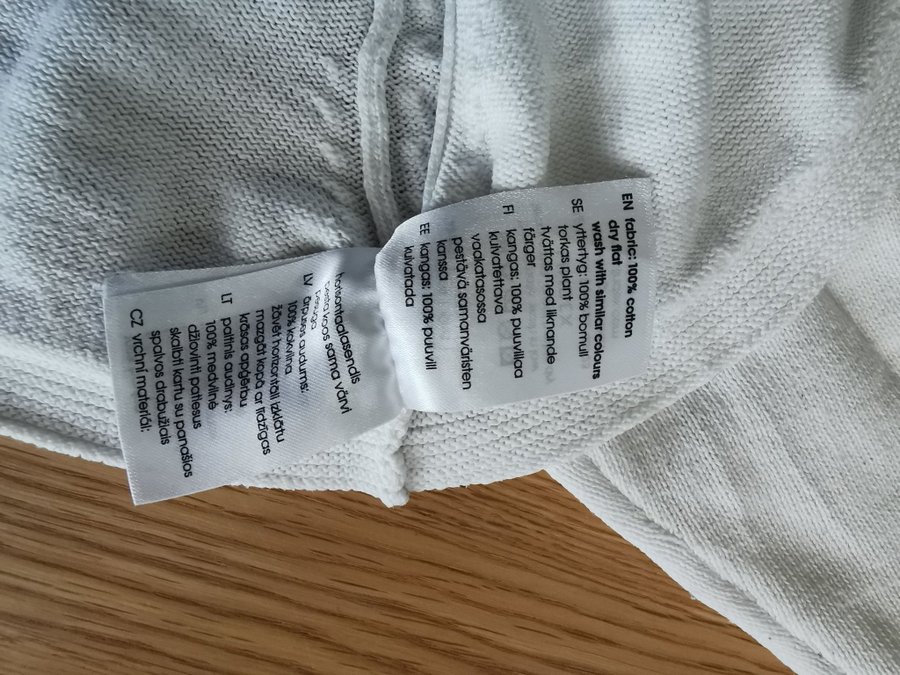 EN fabric: 100% cotton
dry flat
wash with similar colours
SE yttertyg: 100% bomull
torkas plant
tvättas med liknande
färger
FI kangas: 100% puuvillaa
kuivatettava
vaakatasossa
pestävä samanväristen
kanssa
EE kangas: 100% puuvill
kuivatada
horisontaalasendis
pesta koos sama värvi
pesuga
LV ārpuses audums:
100% kokvilna
žāvēt horizontāli izklātu
mazgāt kopā ar līdzīgas
krāsas apģērbu
LT paltinis audinys:
100% medvilnė
džiovinti patiesus
skalbti kartu su panašios
spalvos drabužiais
CZ vrchní materiál: